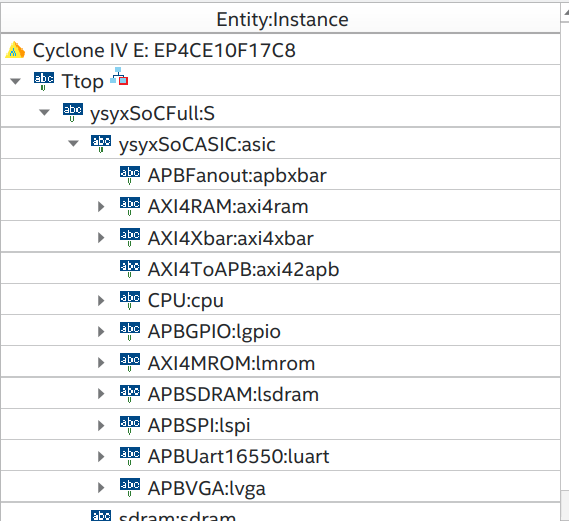 Entity:Instance
Cyclone IV E: EP4CE10F17C8
abc Ttop
abc ysyxSoCFull:S
abc ysyxSoCASIC:asic
abc APBFanout:apbxbar
abc AXI4RAM:axi4ram
abc AXI4Xbar:axi4xbar
abc AXI4ToAPB:axi42apb
abc CPU:cpu
abc APBGPIO:lgpio
abc AXI4MROM:lmrom
abc APBSDRAM:lsdram
abc APBSPI:lspi
abc APBUart16550:luart
abc APBVGA:lvga
abc sdram:sdram